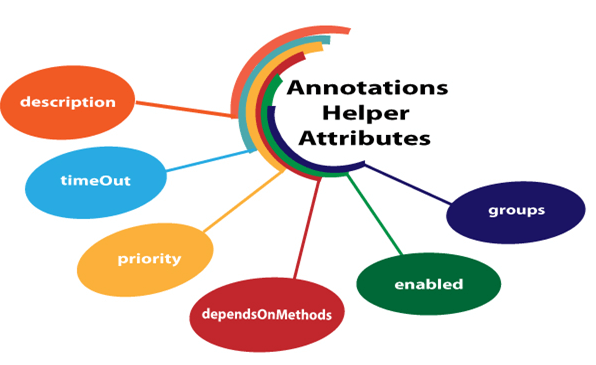 Annotations
Helper
Attributes
description
timeOut
priority
dependsOnMethods
enabled
groups